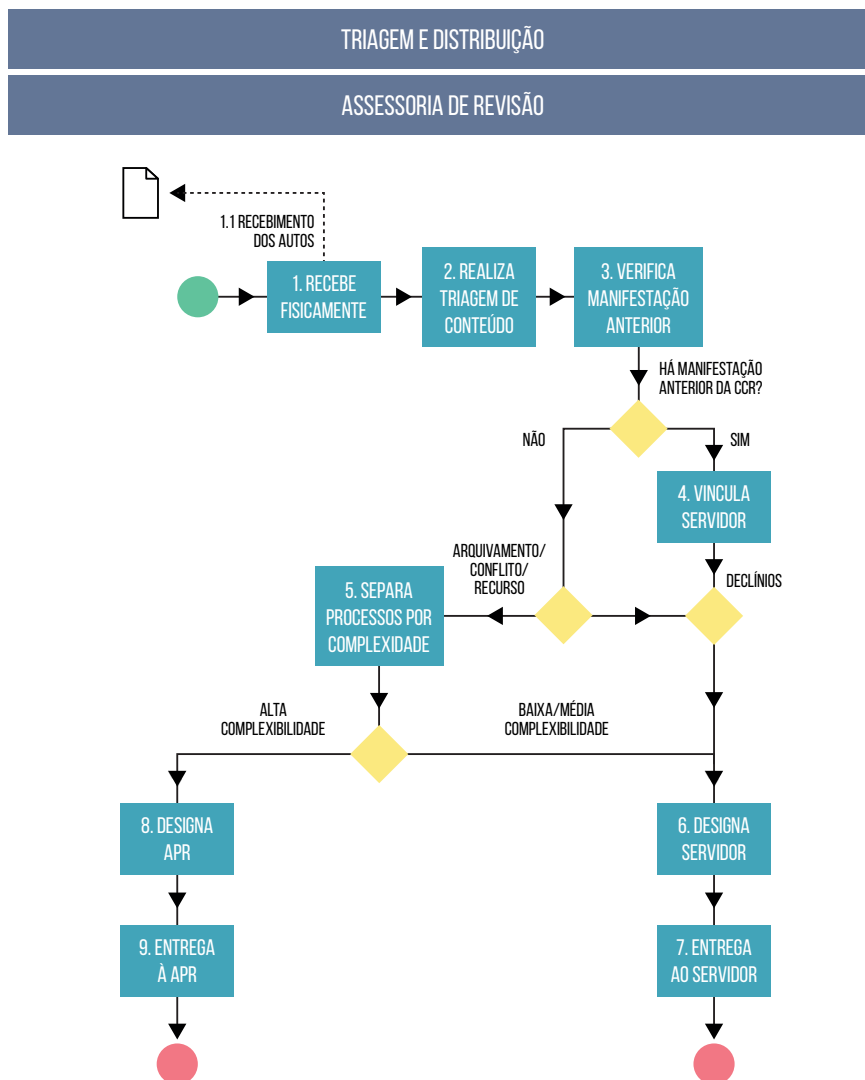 TRIAGEM E DISTRIBUIÇÃO
ASSESSORIA DE REVISÃO
1.1 RECEBIMENTO
DOS AUTOS
1. RECEBE
FISICAMENTE
2. REALIZA
TRIAGEM DE
CONTEÚDO
3. VERIFICA
MANIFESTAÇÃO
ANTERIOR
HÁ MANIFESTAÇÃO
ANTERIOR DA CCR?
NÃO
SIM
4. VINCULA
SERVIDOR
ARQUIVAMENTO/
CONFLITO/
RECURSO
DECLÍNIOS
5. SEPARA
PROCESSOS POR
COMPLEXIDADE
ALTA
COMPLEXIBILIDADE
BAIXA/MÉDIA
COMPLEXIBILIDADE
8. DESIGNA
APR
6. DESIGNA
SERVIDOR
9. ENTREGA
À APR
7. ENTREGA
AO SERVIDOR